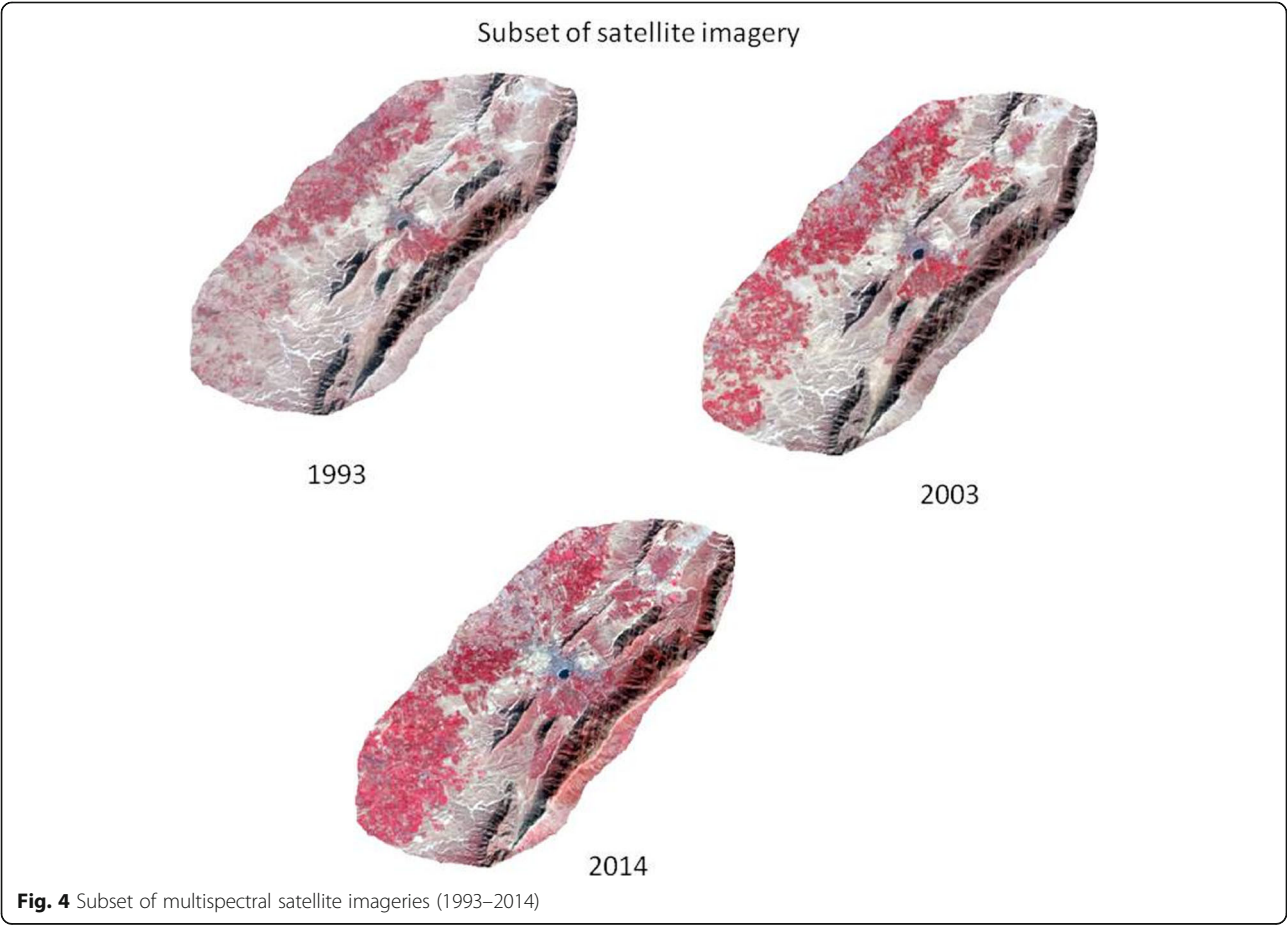 Subset of satellite imagery
1993
2003
2014
Fig. 4 Subset of multispectral satellite imageries (1993–2014)